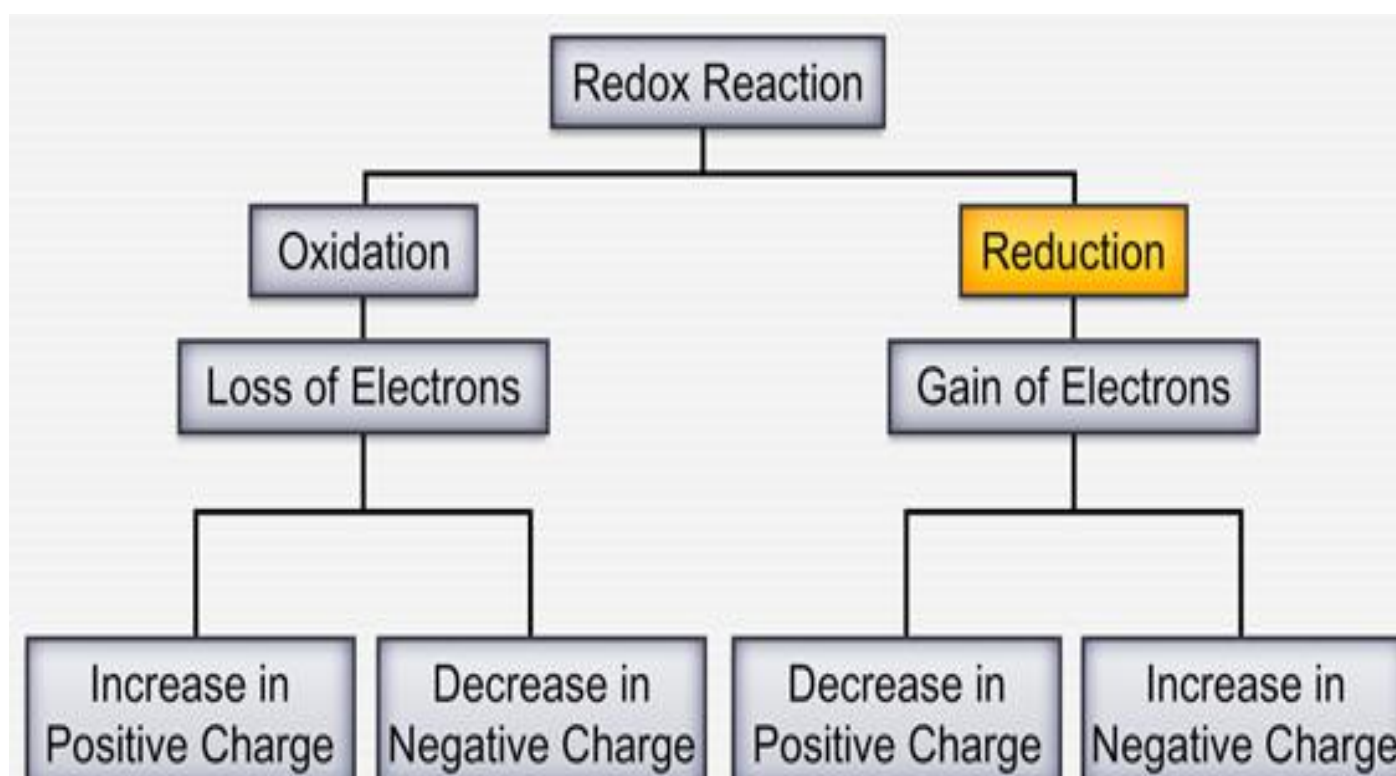 Redox Reaction
Oxidation
Reduction
Loss of Electrons
Gain of Electrons
Increase in
Positive Charge
Decrease in
Negative Charge
Decrease in
Positive Charge
Increase in
Negative Charge